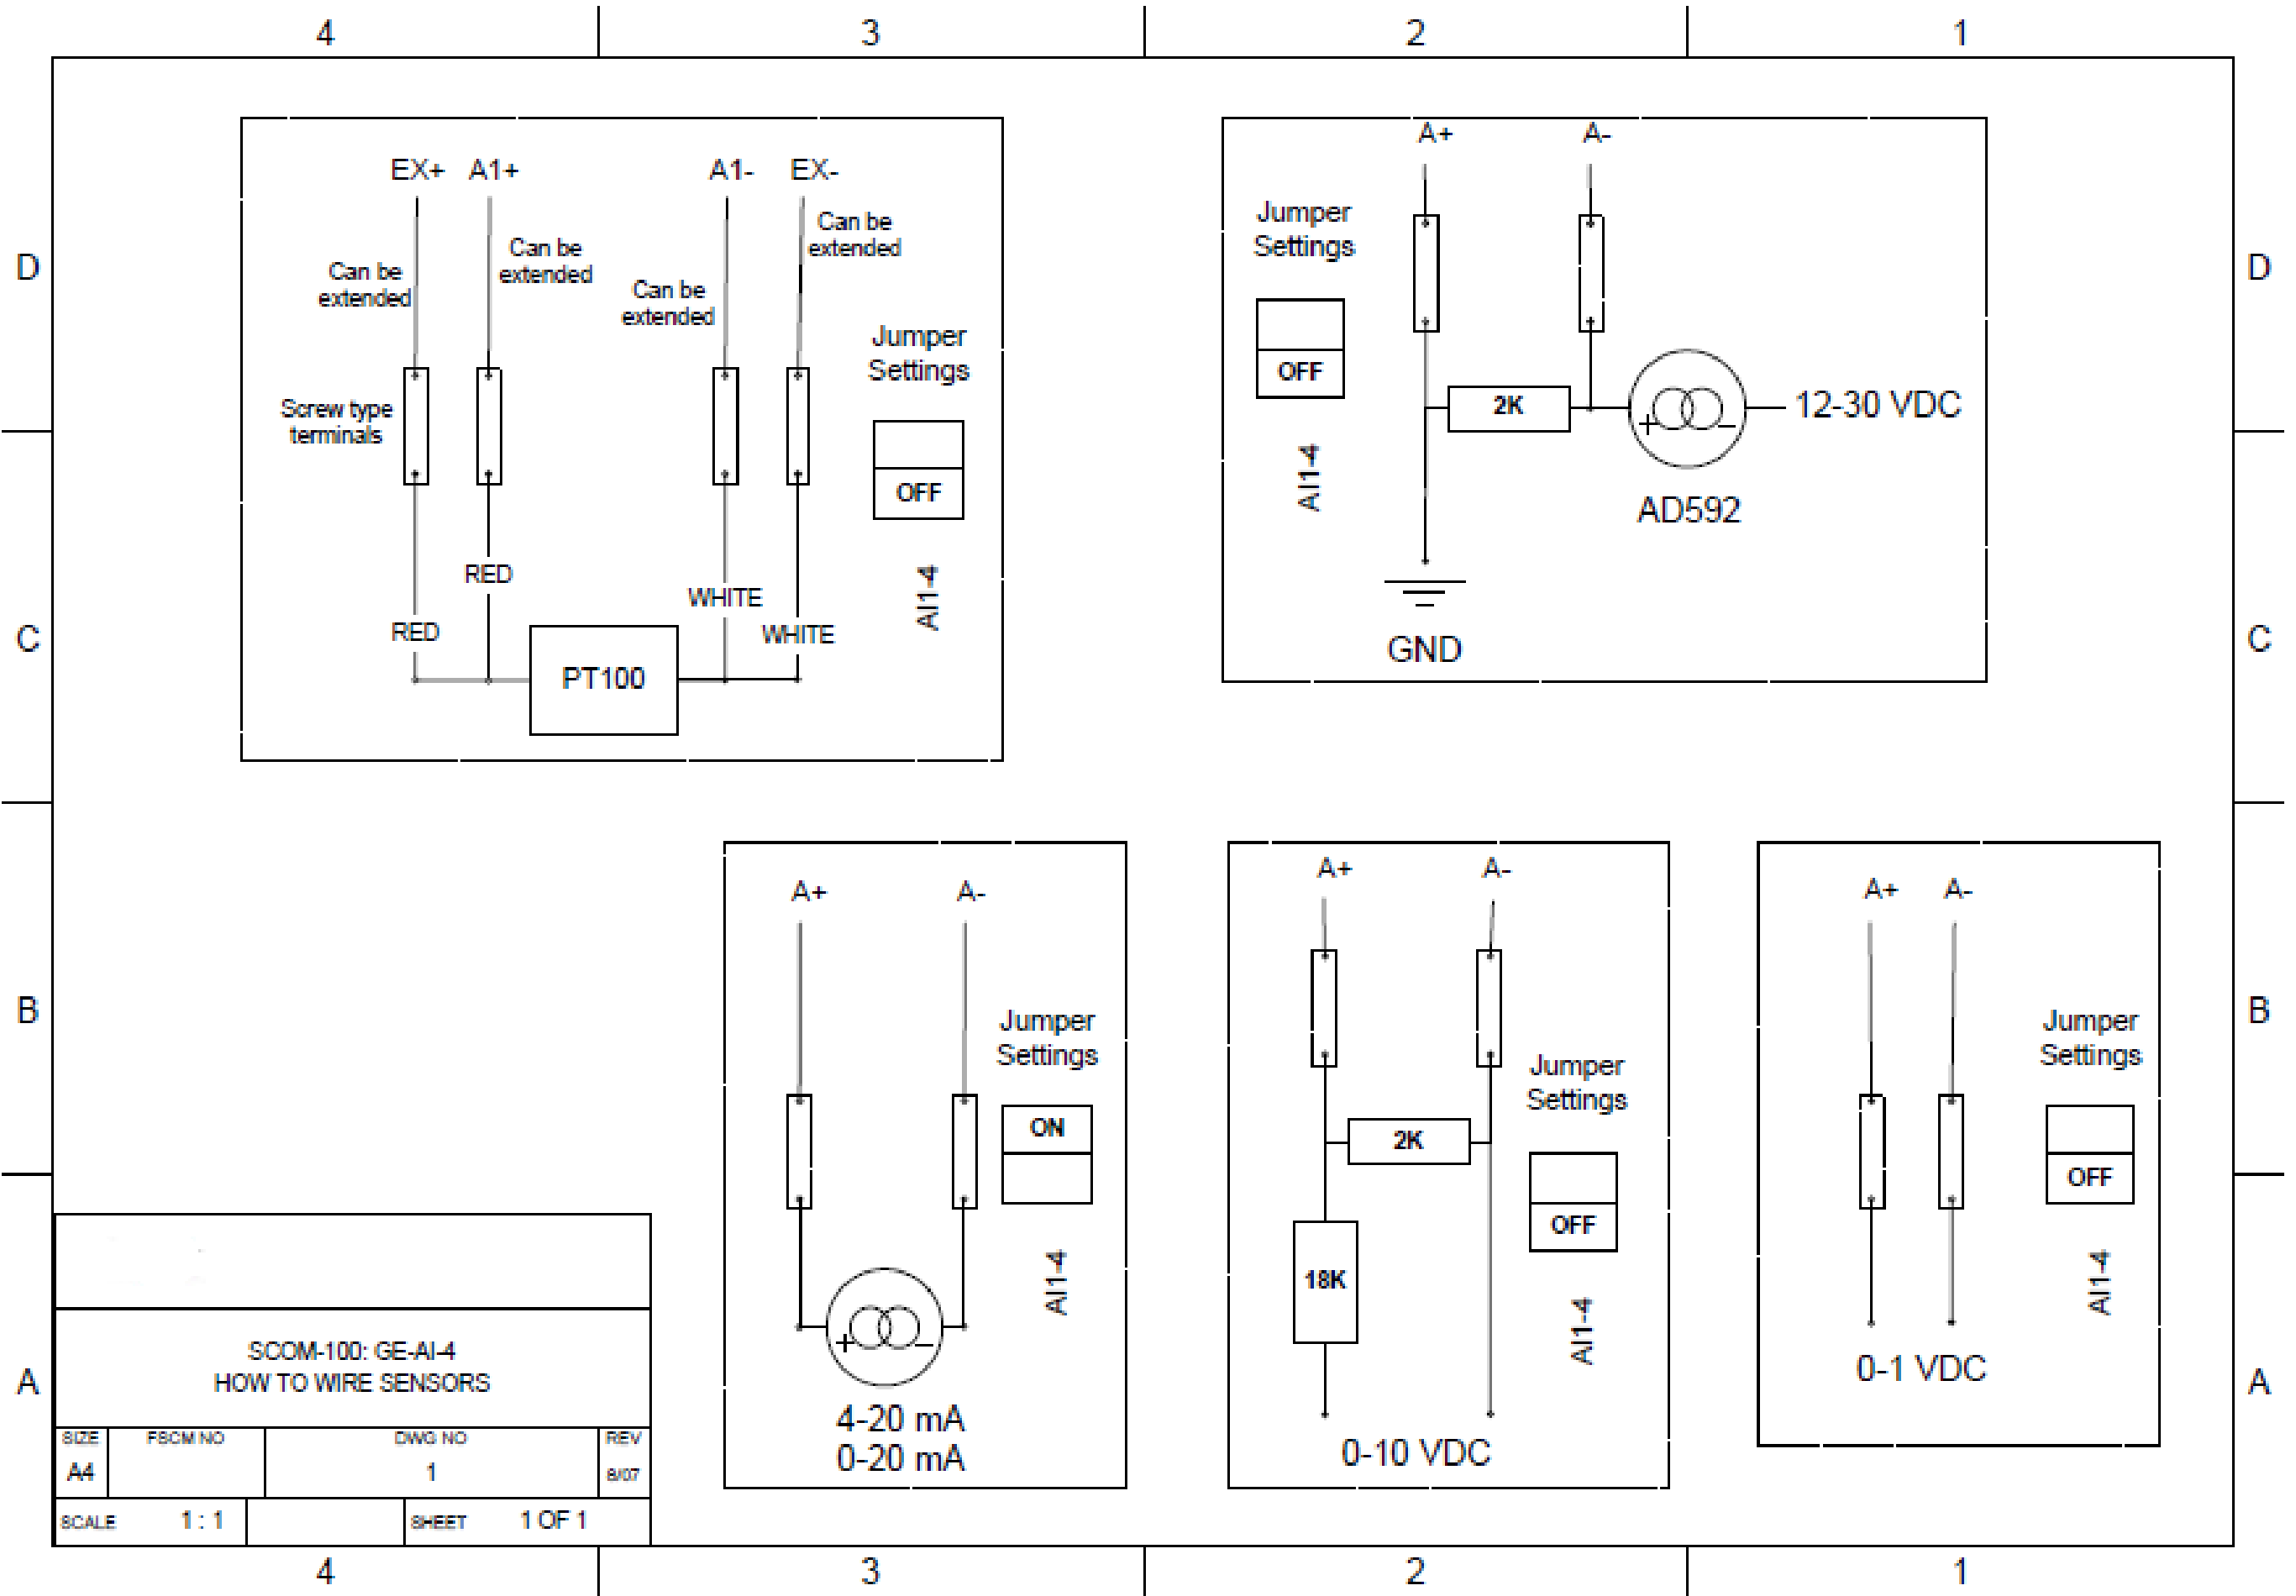 4 3 2 1
D
C
B
A
D
C
B
A
EX+ A1+ A1- EX-
Can be
extended
Can be
extended
Can be
extended
Can be
extended
Screw type
terminals
Jumper
Settings
OFF
AI1-4
RED
RED
WHITE
WHITE
PT100
A+ A-
Jumper
Settings
OFF
AI1-4
2K
12-30 VDC
AD592
GND
A+ A-
Jumper
Settings
ON
AI1-4
4-20 mA
0-20 mA
A+ A-
Jumper
Settings
2K
OFF
18K
AI1-4
0-10 VDC
A+ A-
Jumper
Settings
OFF
AI1-4
0-1 VDC
SCOM-100: GE-AI-4
HOW TO WIRE SENSORS
SIZE FSCM NO DWG NO REV
A4 1 8/07
SCALE 1 : 1 SHEET 1 OF 1
4 3 2 1